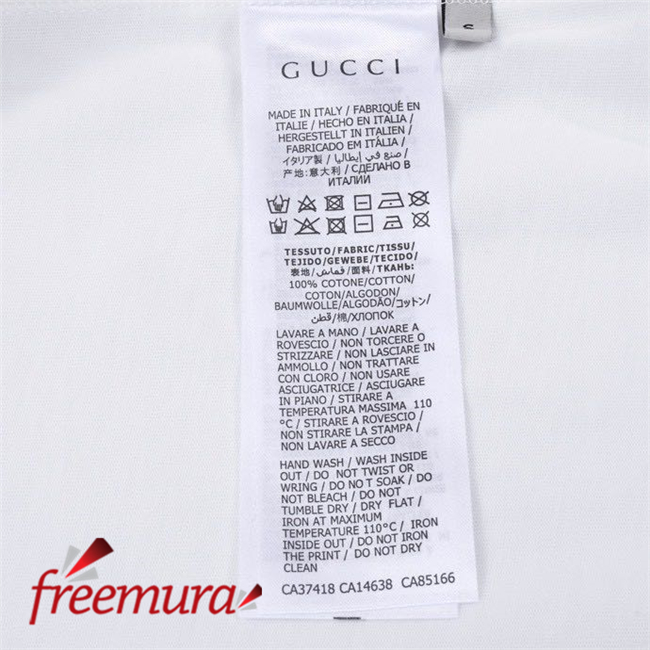 S
GUCCI
MADE IN ITALY / FABRIQUÉ EN
ITALIE / HECHO EN ITALIA /
HERGESTELLT IN ITALIEN /
FABRICADO EM ITÁLIA /
イタリア製 / صنع في إيطاليا /
产地:意大利 / СДЕЛАНО В
ИТАЛИИ
TESSUTO/FABRIC/TISSU/
TEJIDO/GEWEBE/TECIDO/
表地/قماش/面料/ТКАНЬ:
100% COTONE/COTTON/
COTON/ALGODON/
BAUMWOLLE/ALGODÃO/コットン/
قطن/棉/ХЛОПОК
LAVARE A MANO / LAVARE A
ROVESCIO / NON TORCERE O
STRIZZARE / NON LASCIARE IN
AMMOLLO / NON TRATTARE
CON CLORO / NON USARE
ASCIUGATRICE / ASCIUGARE
IN PIANO / STIRARE A
TEMPERATURA MASSIMA 110
°C / STIRARE A ROVESCIO /
NON STIRARE LA STAMPA /
NON LAVARE A SECCO
HAND WASH / WASH INSIDE
OUT / DO NOT TWIST OR
WRING / DO NO T SOAK / DO
NOT BLEACH / DO NOT
TUMBLE DRY / DRY FLAT /
IRON AT MAXIMUM
TEMPERATURE 110°C / IRON
INSIDE OUT / DO NOT IRON
THE PRINT / DO NOT DRY
CLEAN
CA37418 CA14638 CA85166
freemura